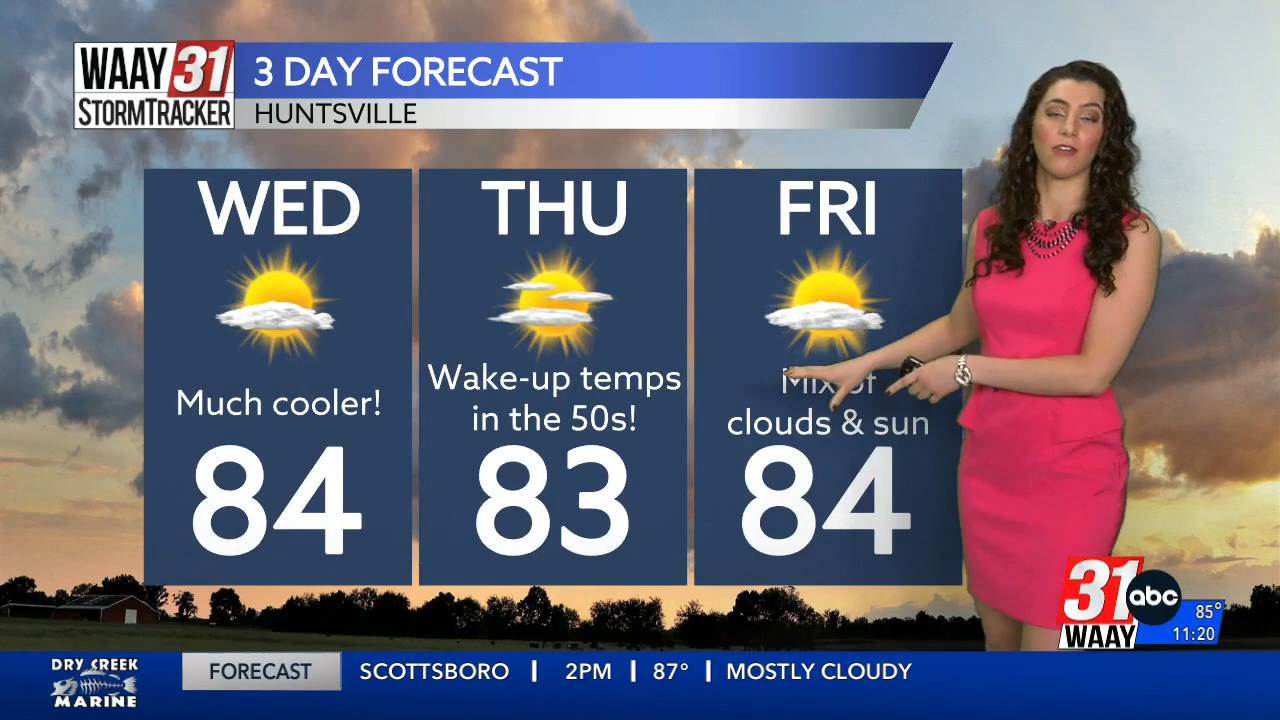 WAAY 31
STORMTRACKER
3 DAY FORECAST
HUNTSVILLE
WED
Much cooler!
84
THU
Wake-up temps
in the 50s!
83
FRI
Mix of
clouds & sun
84
31
abc
WAAY
85°
11:20
DRY CREEK
MARINE
FORECAST
SCOTTSBORO | 2PM | 87° | MOSTLY CLOUDY